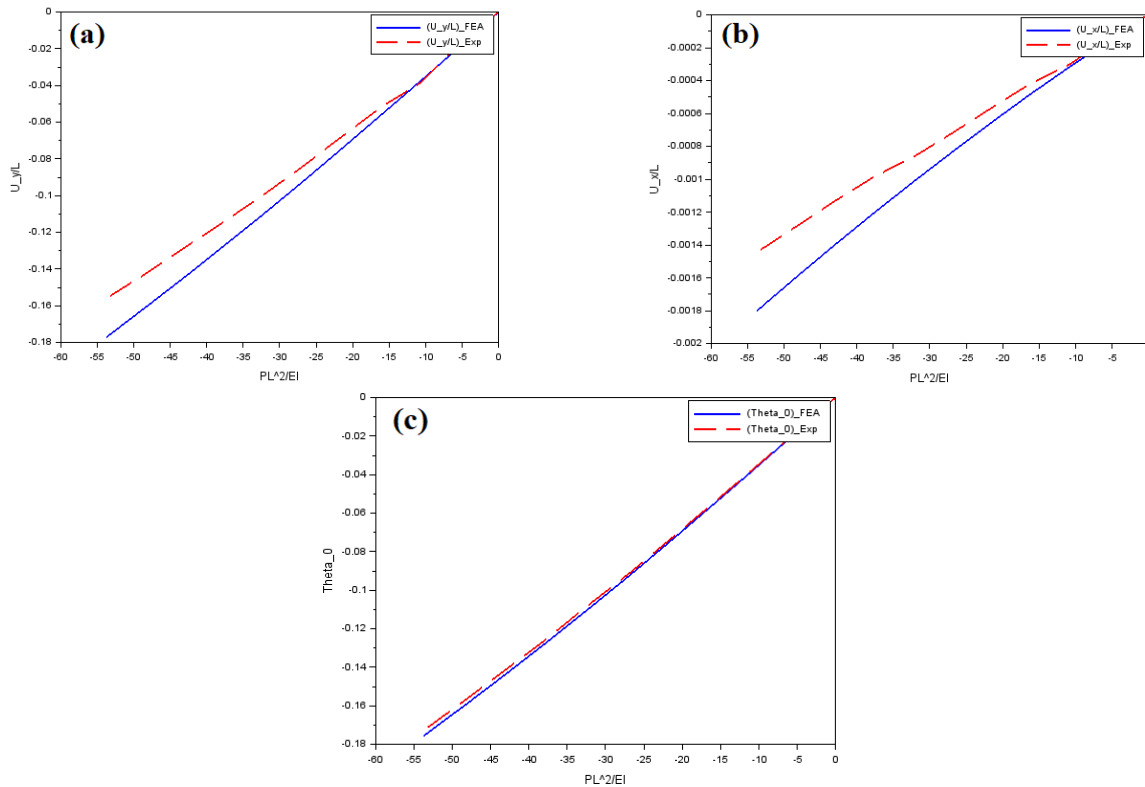 (a)
(U_y/L)_FEA
(U_y/L)_Exp
0
-0.02
-0.04
-0.06
-0.08
-0.1
-0.12
-0.14
-0.16
-0.18
U_y/L
-60 -55 -50 -45 -40 -35 -30 -25 -20 -15 -10 -5 0
PL^2/EI
(b)
(U_x/L)_FEA
(U_x/L)_Exp
0
-0.0002
-0.0004
-0.0006
-0.0008
-0.001
-0.0012
-0.0014
-0.0016
-0.0018
-0.002
U_x/L
-60 -55 -50 -45 -40 -35 -30 -25 -20 -15 -10 -5
PL^2/EI
(c)
(Theta_0)_FEA
(Theta_0)_Exp
0
-0.02
-0.04
-0.06
-0.08
-0.1
-0.12
-0.14
-0.16
-0.18
Theta_0
-60 -55 -50 -45 -40 -35 -30 -25 -20 -15 -10 -5 0
PL^2/EI